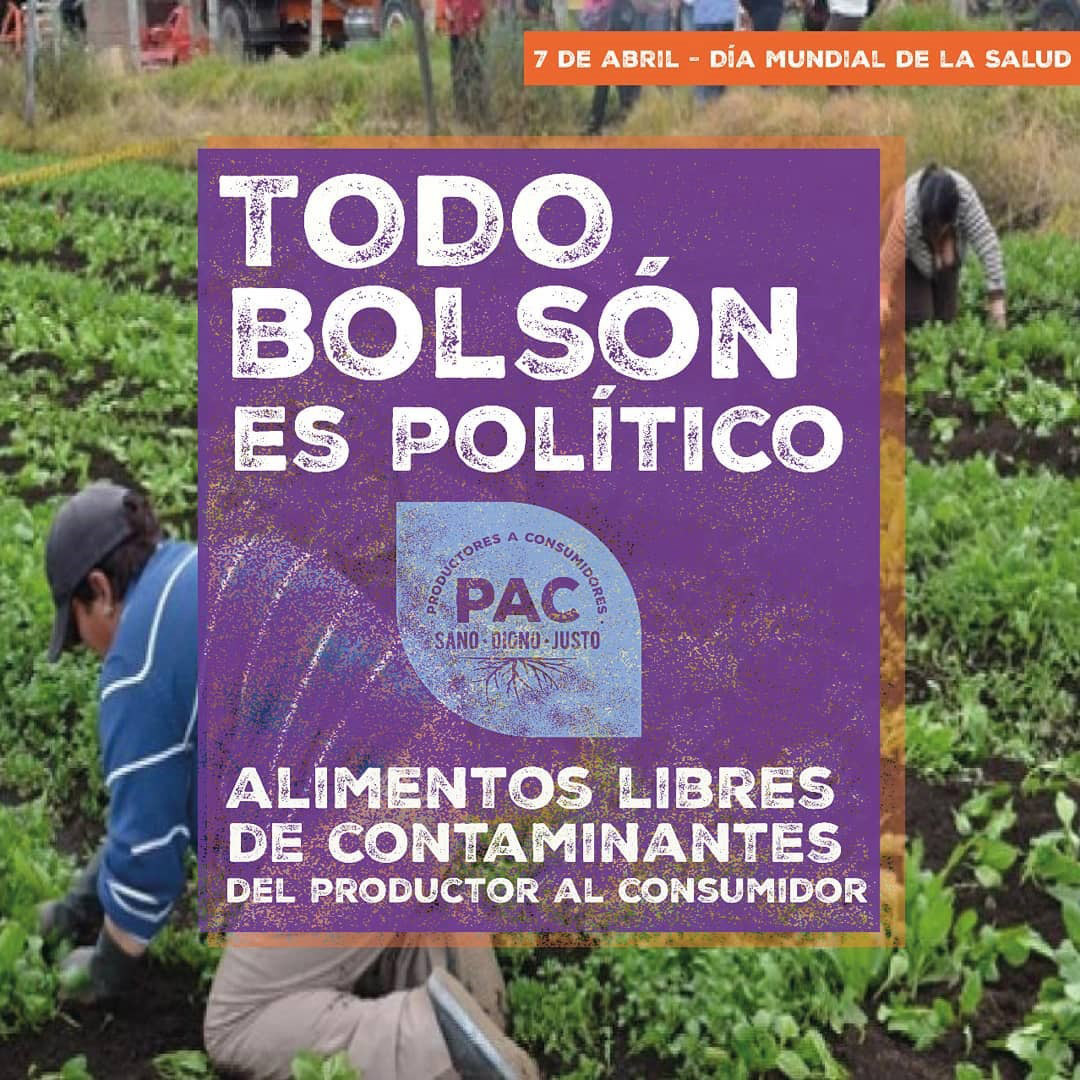 7 DE ABRIL - DÍA MUNDIAL DE LA SALUD
TODO
BOLSÓN
ES POLÍTICO
PRODUCTORES A CONSUMIDORES ·
PAC
SANO · DIGNO · JUSTO
ALIMENTOS LIBRES
DE CONTAMINANTES
DEL PRODUCTOR AL CONSUMIDOR